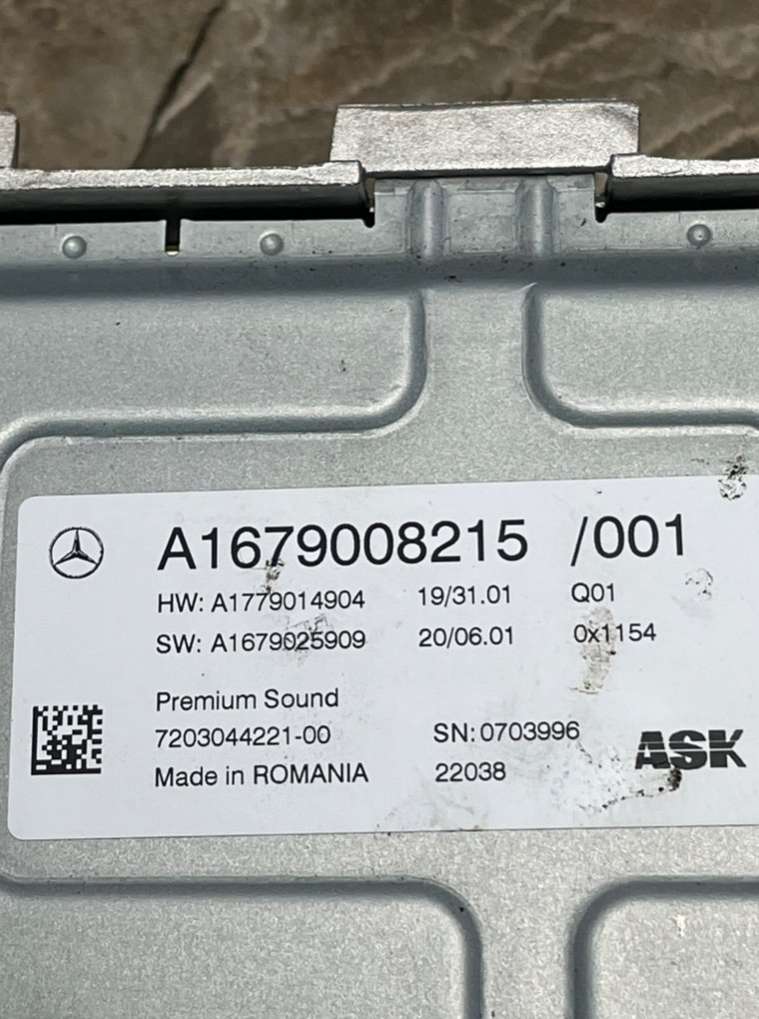 A1679008215 /001
HW: A1779014904 19/31.01 Q01
SW: A1679025909 20/06.01 0x1154
Premium Sound
7203044221-00 SN:0703996 ASK
Made in ROMANIA 22038